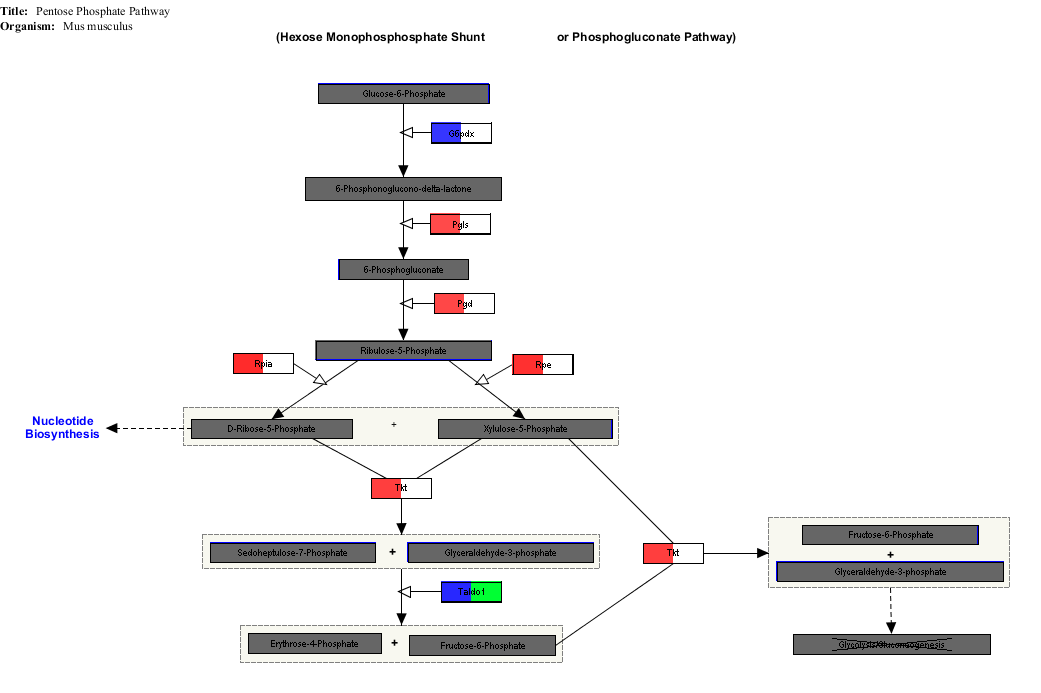 Title: Pentose Phosphate Pathway
Organism: Mus musculus
(Hexose Monophosphosphate Shunt or Phosphogluconate Pathway)
Glucose-6-Phosphate
G6pdx
6-Phosphonoglucono-delta-lactone
Pgls
6-Phosphogluconate
Pgd
Ribulose-5-Phosphate
Rpia
Rpe
Nucleotide
Biosynthesis
D-Ribose-5-Phosphate
+
Xylulose-5-Phosphate
Tkt
Sedoheptulose-7-Phosphate
+
Glyceraldehyde-3-phosphate
Tkt
Fructose-6-Phosphate
+
Glyceraldehyde-3-phosphate
Taldo1
Erythrose-4-Phosphate
+
Fructose-6-Phosphate
Glycolysis/Gluconeogenesis